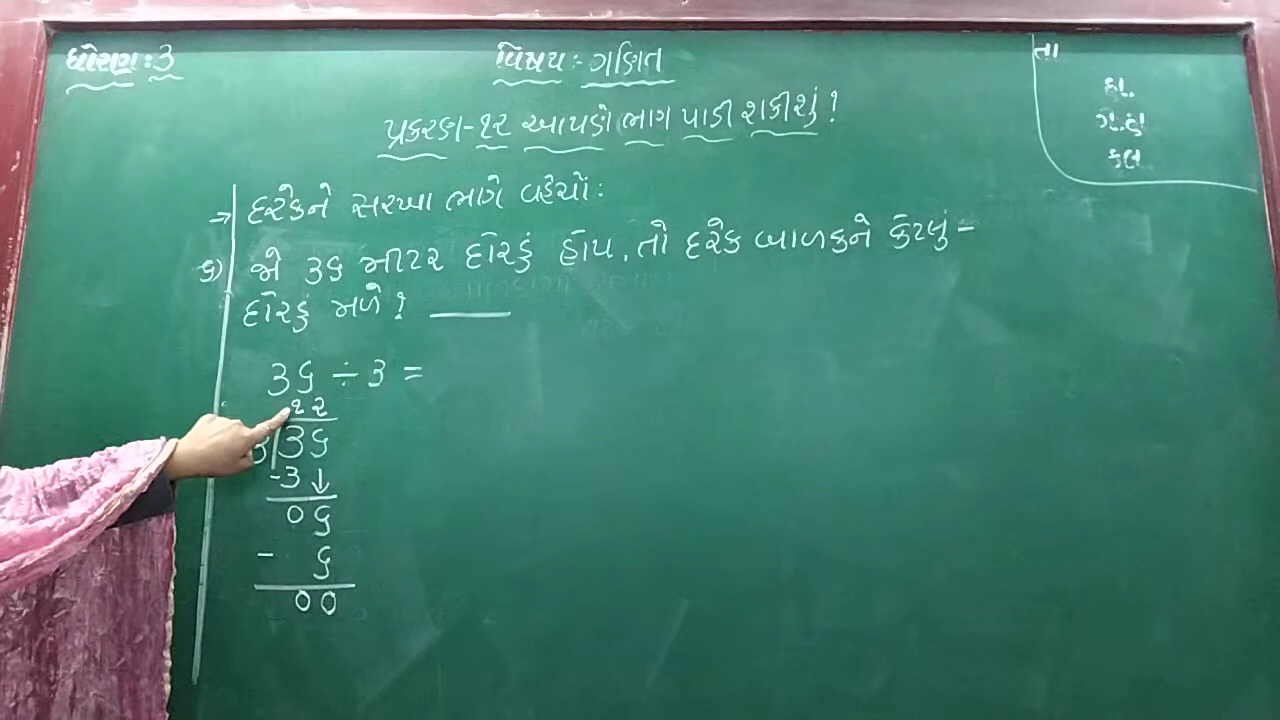 ધોરણ : ૩
વિષય :- ગણિત
તા
હા.
ગે.હા
કુલ
પ્રકરણ-૧૨ આપણે ભાગ પાડી શકીશું ?
→ દરેકને સરખા ભાગે વહેચોં :
૬) જો ૩૬ મીટર દોરડું હોય, તો દરેક બાળકને કેટલું -
દોરડું મળે ? ____
૩૬ ÷ ૩ =
૧૨
૩ ૩૬
-૩ ↓
૦૬
- ૬
૦૦